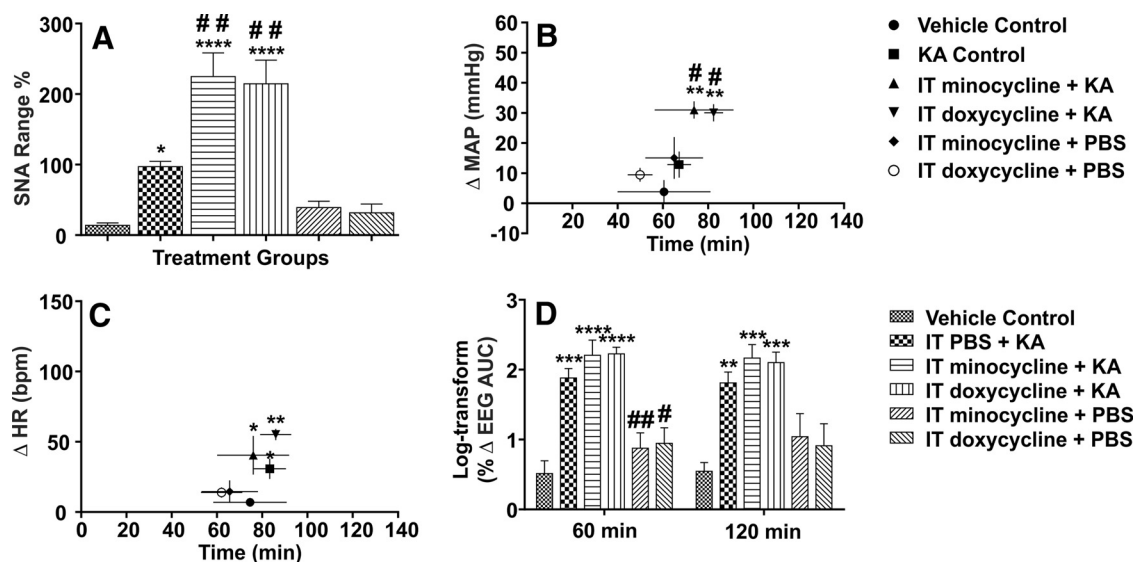 A
SNA Range %
300
200
100
0
*
# #
****
# #
****
Treatment Groups
B
Δ MAP (mmHg)
60
50
40
30
20
10
0
-10
#
**
#
**
20 40 60 80 100 120 140
Time (min)
Vehicle Control
KA Control
IT minocycline + KA
IT doxycycline + KA
IT minocycline + PBS
IT doxycycline + PBS
C
Δ HR (bpm)
150
100
50
0
*
**
*
0 20 40 60 80 100 120 140
Time (min)
D
Log-transform
(% Δ EEG AUC)
3
2
1
0
***
****
****
##
#
**
***
***
60 min 120 min
Vehicle Control
IT PBS + KA
IT minocycline + KA
IT doxycycline + KA
IT minocycline + PBS
IT doxycycline + PBS